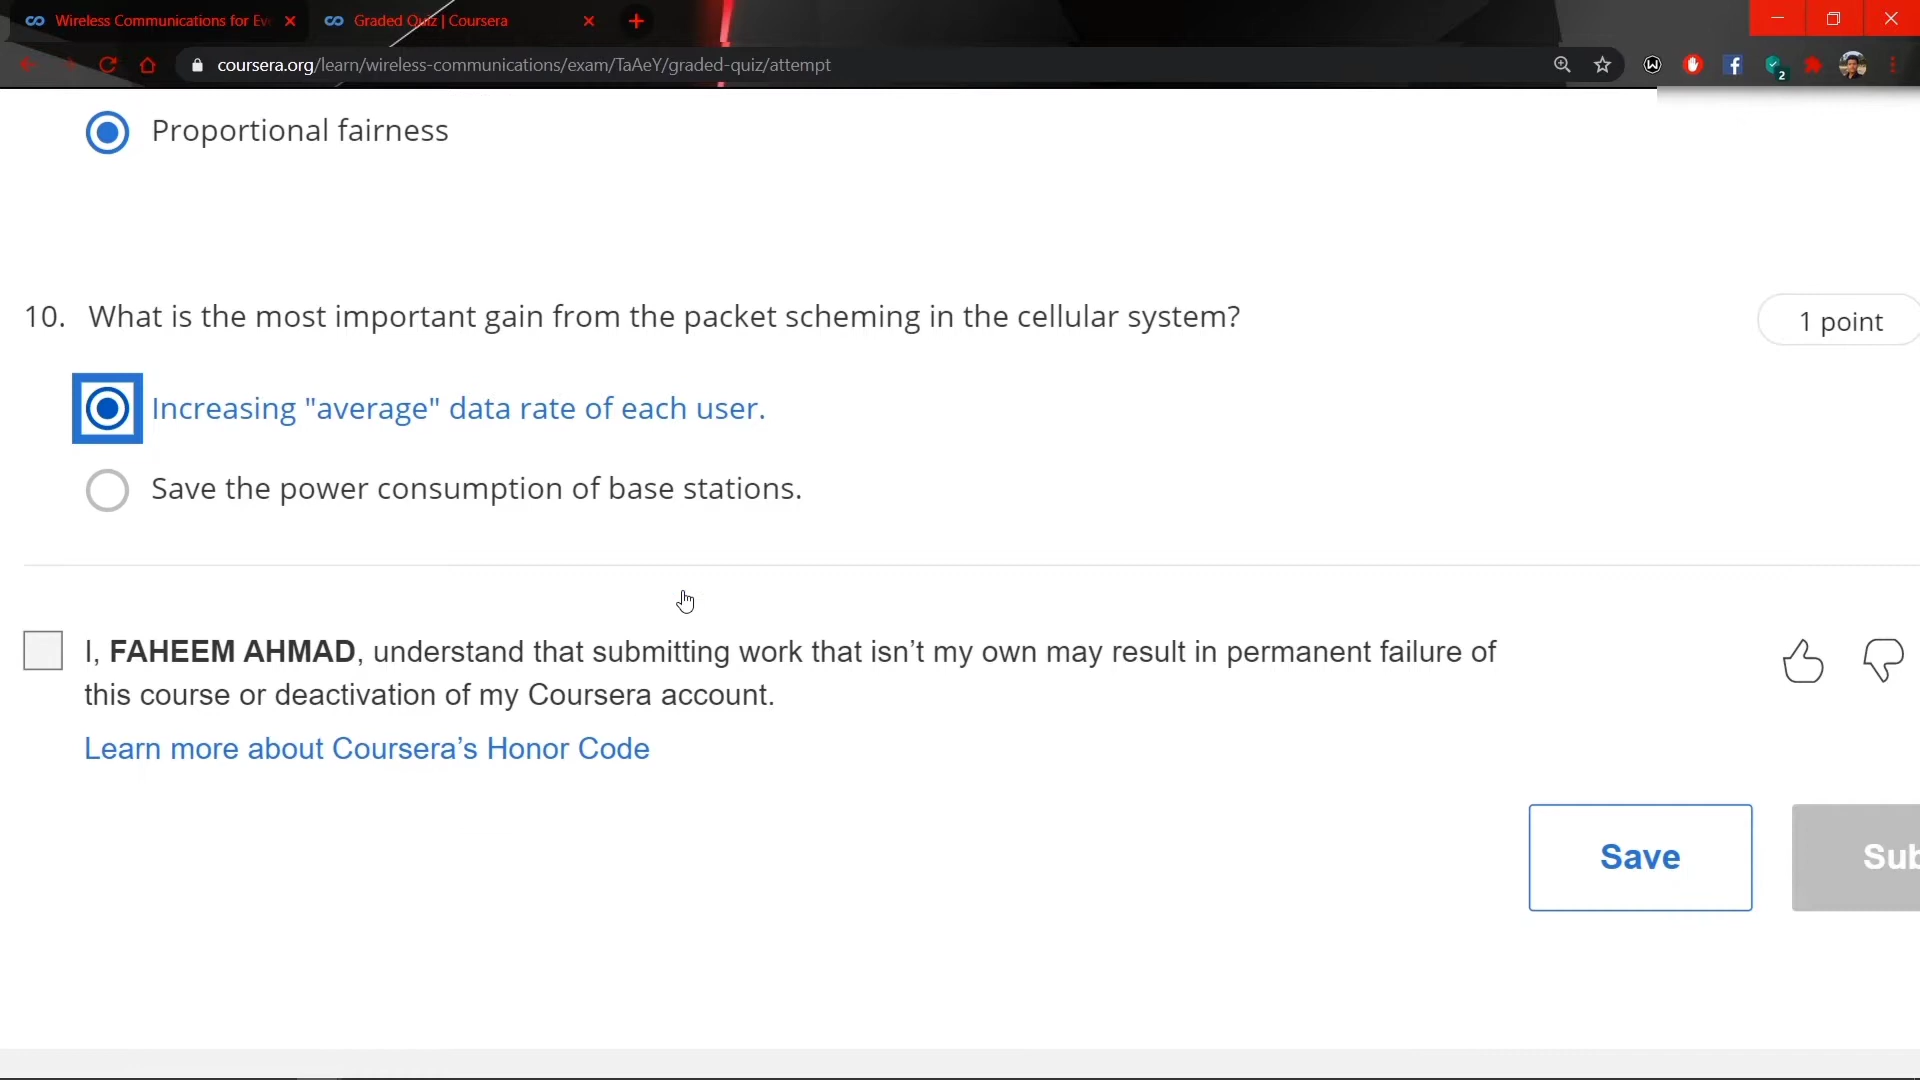 Wireless Communications for Ev
Graded Quiz | Coursera
coursera.org/learn/wireless-communications/exam/TaAeY/graded-quiz/attempt
2
Proportional fairness
10. What is the most important gain from the packet scheming in the cellular system?
1 point
Increasing "average" data rate of each user.
Save the power consumption of base stations.
I, FAHEEM AHMAD, understand that submitting work that isn’t my own may result in permanent failure of
this course or deactivation of my Coursera account.
Learn more about Coursera’s Honor Code
Save
Sub